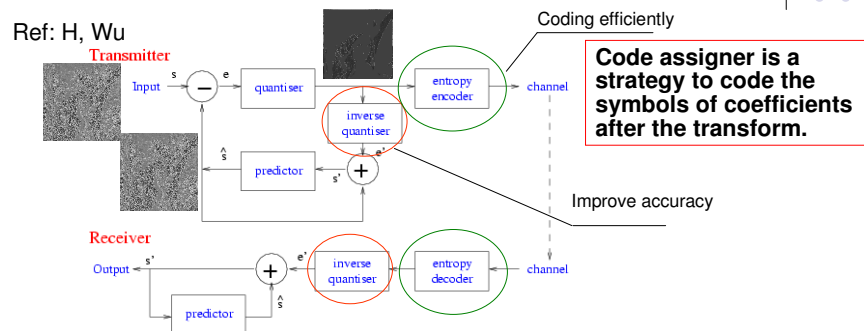 Coding efficiently
Ref: H, Wu
Transmitter
Code assigner is a
strategy to code the
symbols of coefficients
after the transform.
Input
s
−
e
quantiser
entropy
encoder
channel
inverse
quantiser
ŝ
predictor
s'
e'
+
Improve accuracy
Receiver
Output
s'
+
e'
inverse
quantiser
entropy
decoder
channel
predictor
ŝ